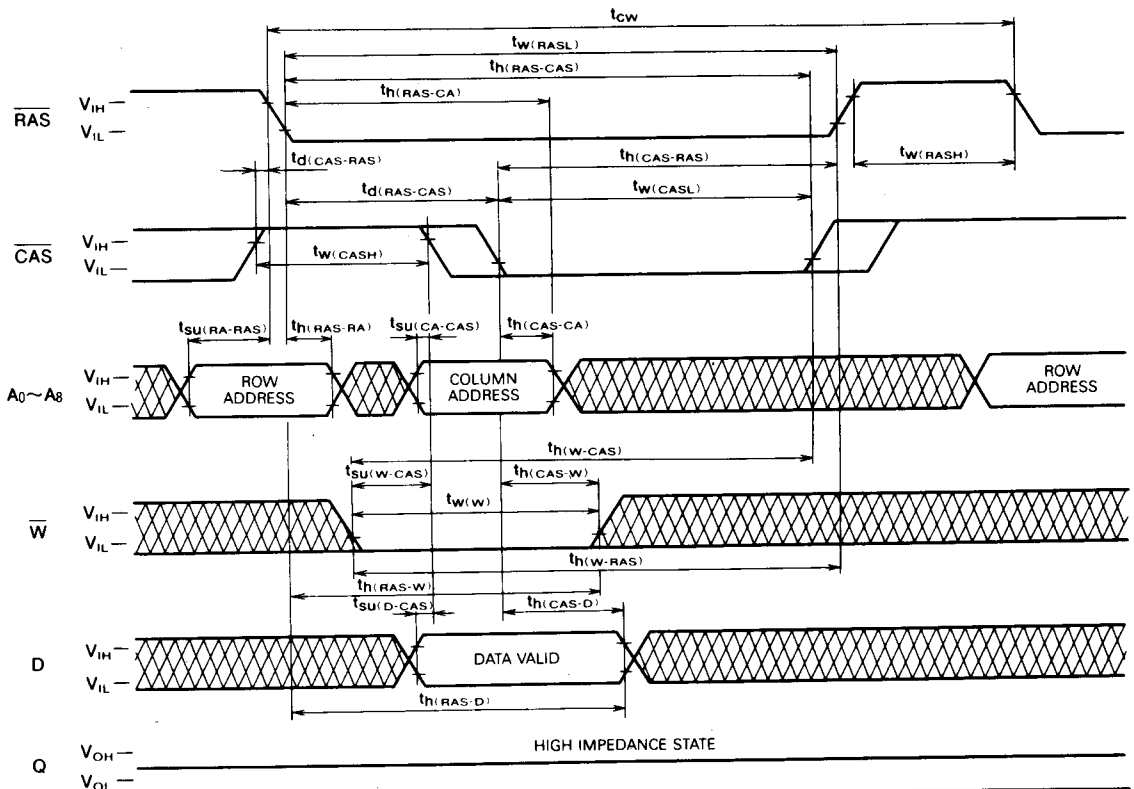 tCW
tW(RASL)
th(RAS-CAS)
th(RAS-CA)
RAS
VIH
VIL
td(CAS-RAS)
th(CAS-RAS)
tW(RASH)
td(RAS-CAS)
tW(CASL)
CAS
VIH
VIL
tW(CASH)
tsu(RA-RAS)
th(RAS-RA)
tsu(CA-CAS)
th(CAS-CA)
A0~A8
VIH
VIL
ROW
ADDRESS
COLUMN
ADDRESS
ROW
ADDRESS
th(W-CAS)
tsu(W-CAS)
th(CAS-W)
tW(W)
W
VIH
VIL
th(W-RAS)
th(RAS-W)
tsu(D-CAS)
th(CAS-D)
D
VIH
VIL
DATA VALID
th(RAS-D)
HIGH IMPEDANCE STATE
Q
VOH
VOL